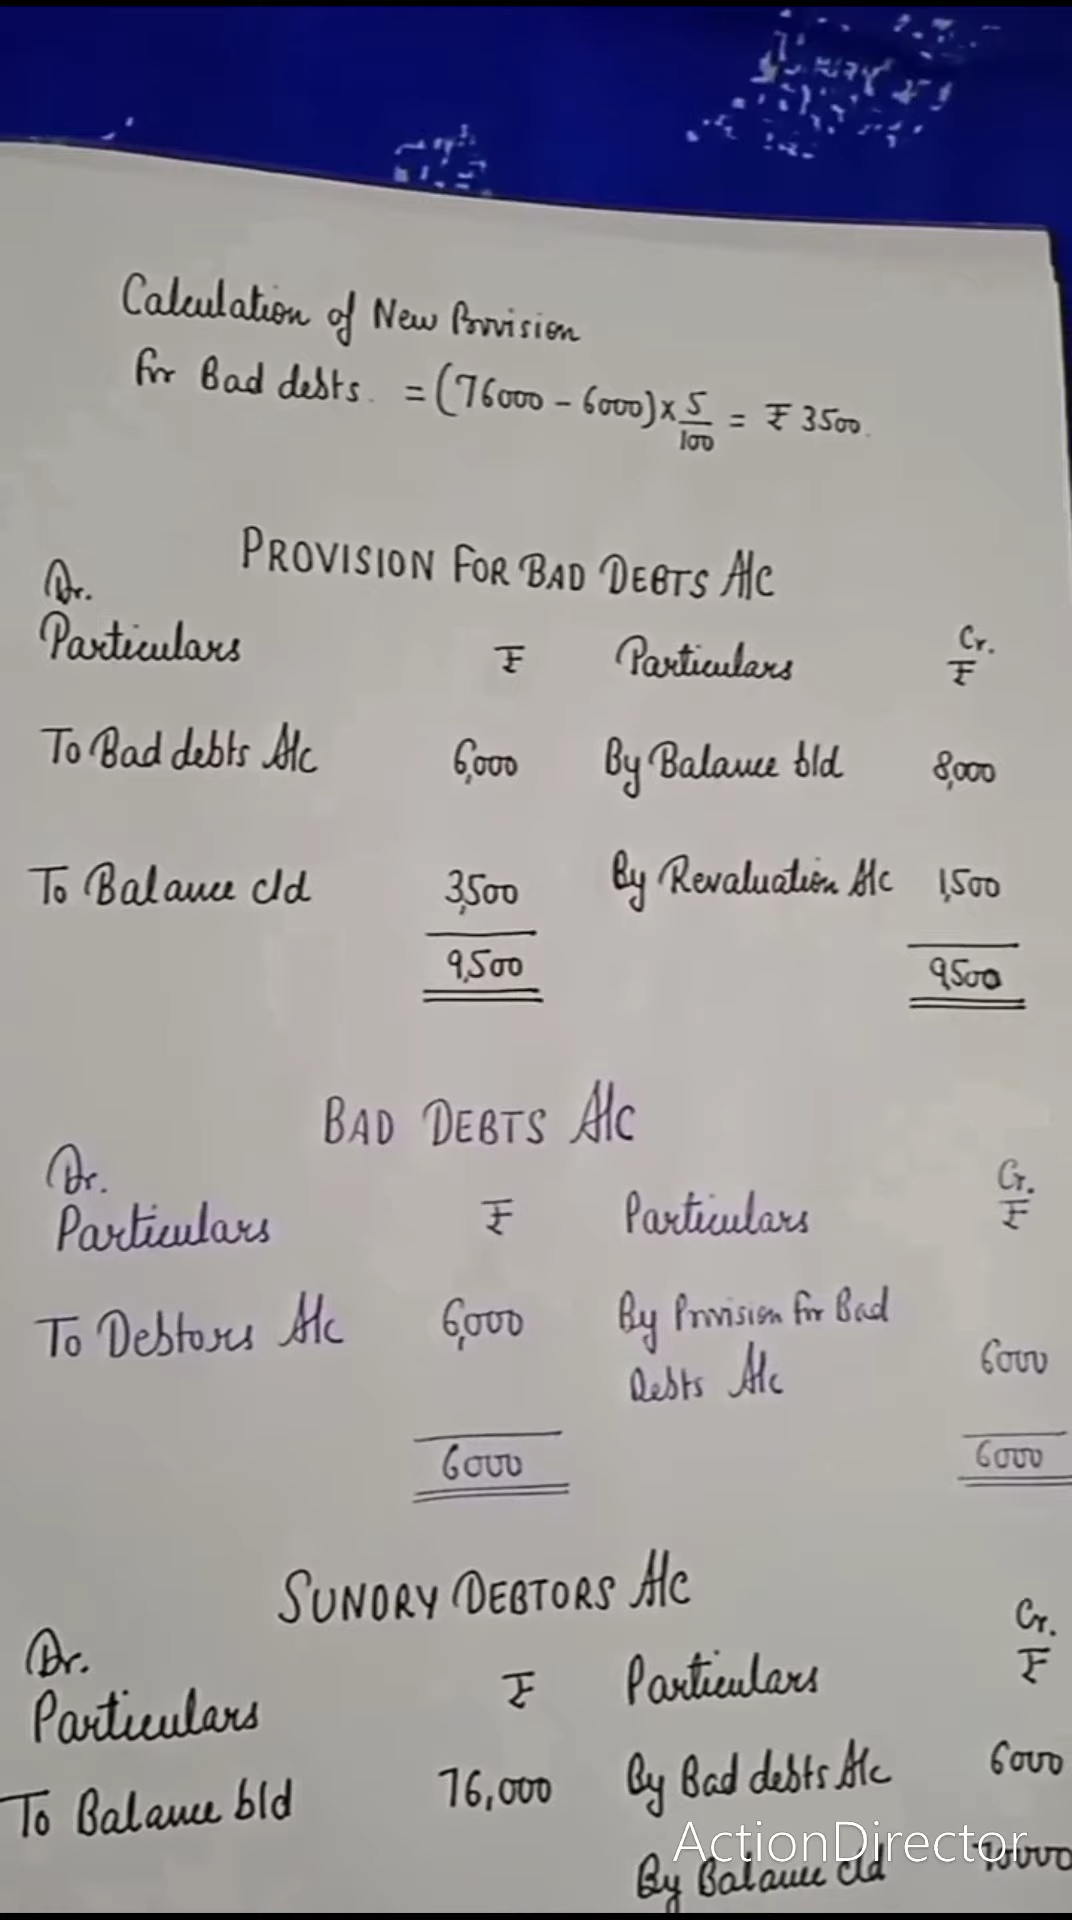 Calculation of New Provision
for Bad debts. = (76000 - 6000) x 5/100 = ₹ 3500.
PROVISION FOR BAD DEBTS A/c
Dr.
Cr.
Particulars ₹ Particulars ₹
To Bad debts A/c 6,000 By Balance b/d 8,000
To Balance c/d 3,500 By Revaluation A/c 1,500
9,500 9,500
BAD DEBTS A/c
Dr.
Cr.
Particulars ₹ Particulars ₹
To Debtors A/c 6,000 By Provision for Bad
Debts A/c 6000
6000 6000
SUNDRY DEBTORS A/c
Dr.
Cr.
Particulars ₹ Particulars ₹
To Balance b/d 76,000 By Bad debts A/c 6000
By Balance c/d 70000
ActionDirector